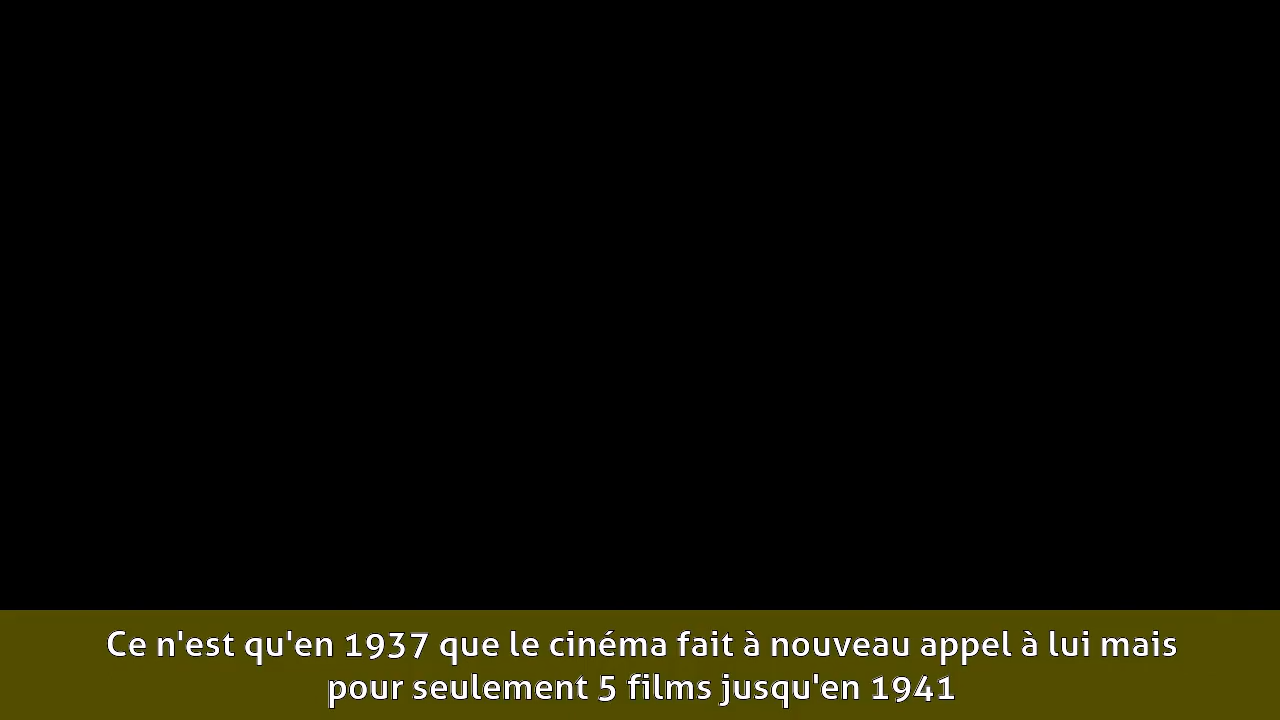 Ce n'est qu'en 1937 que le cinéma fait à nouveau appel à lui mais
pour seulement 5 films jusqu'en 1941